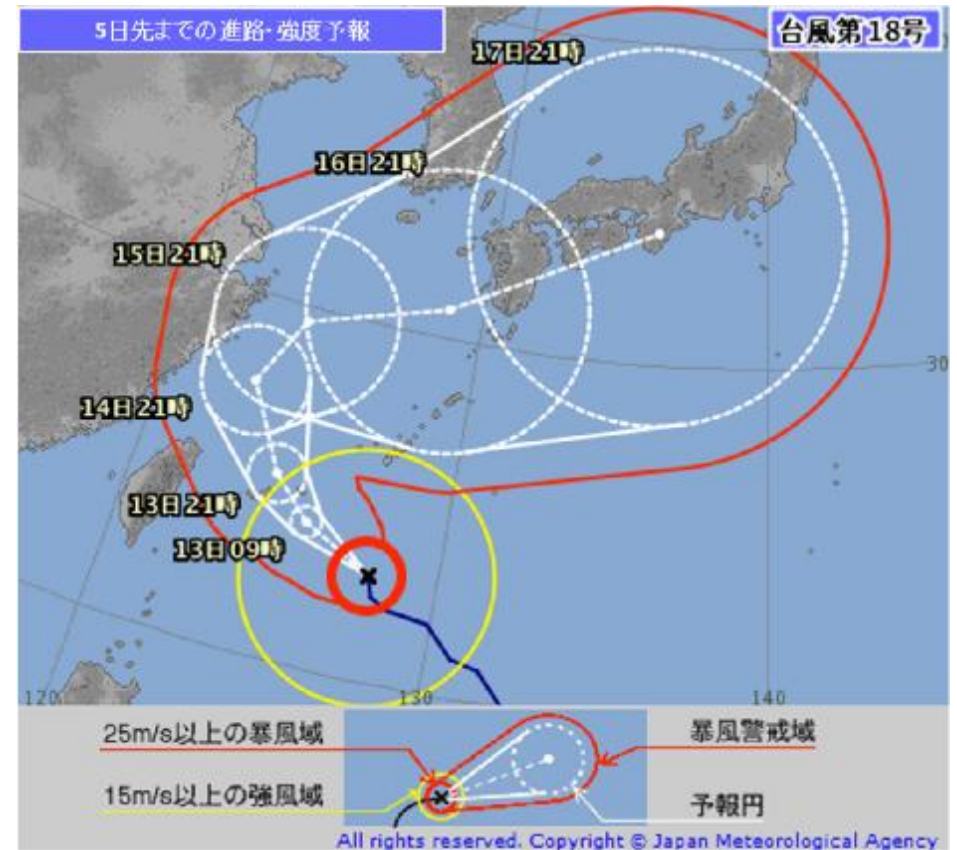 5日先までの進路・強度予報
台風第18号
17日21時
16日21時
15日21時
14日21時
13日21時
13日09時
30
120
130
140
25m/s以上の暴風域
暴風警戒域
15m/s以上の強風域
予報円
All rights reserved. Copyright © Japan Meteorological Agency